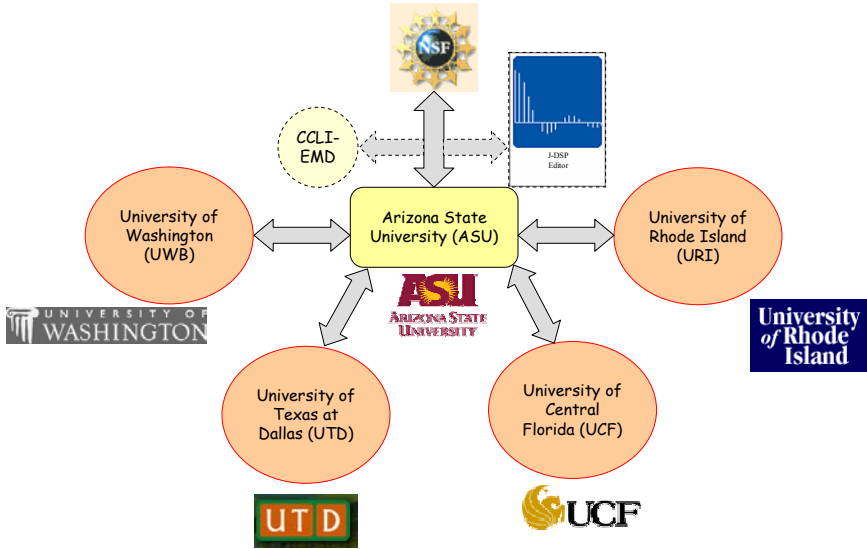 NSF
CCLI-
EMD
J-DSP
Editor
University of
Washington
(UWB)
Arizona State
University (ASU)
University of
Rhode Island
(URI)
UNIVERSITY OF
WASHINGTON
ASU
ARIZONA STATE
UNIVERSITY
University
of Rhode
Island
University of
Texas at
Dallas (UTD)
University of
Central
Florida (UCF)
UTD
UCF